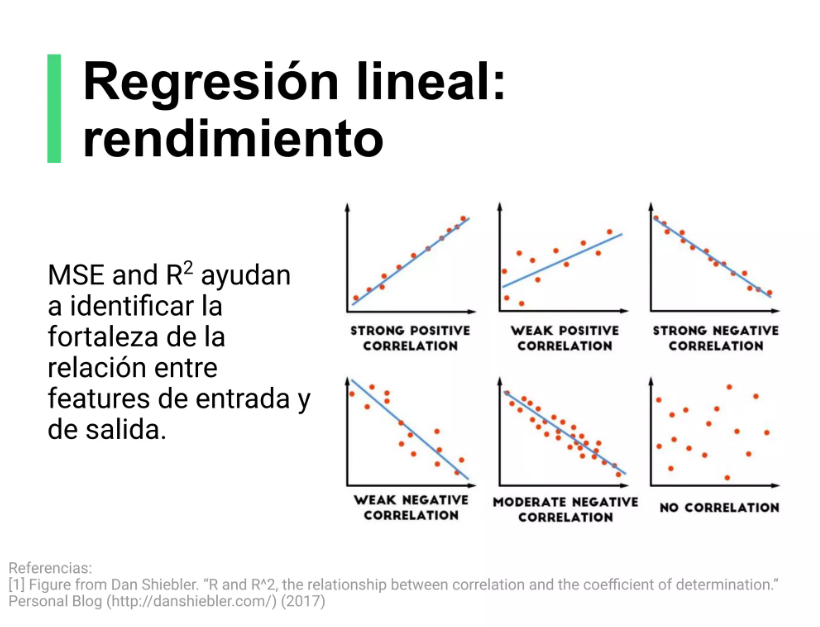 Regresión lineal:
rendimiento
MSE and R² ayudan
a identificar la
fortaleza de la
relación entre
features de entrada y
de salida.
STRONG POSITIVE
CORRELATION
WEAK POSITIVE
CORRELATION
STRONG NEGATIVE
CORRELATION
WEAK NEGATIVE
CORRELATION
MODERATE NEGATIVE
CORRELATION
NO CORRELATION
Referencias:
[1] Figure from Dan Shiebler. “R and R^2, the relationship between correlation and the coefficient of determination.”
Personal Blog (http://danshiebler.com/) (2017)